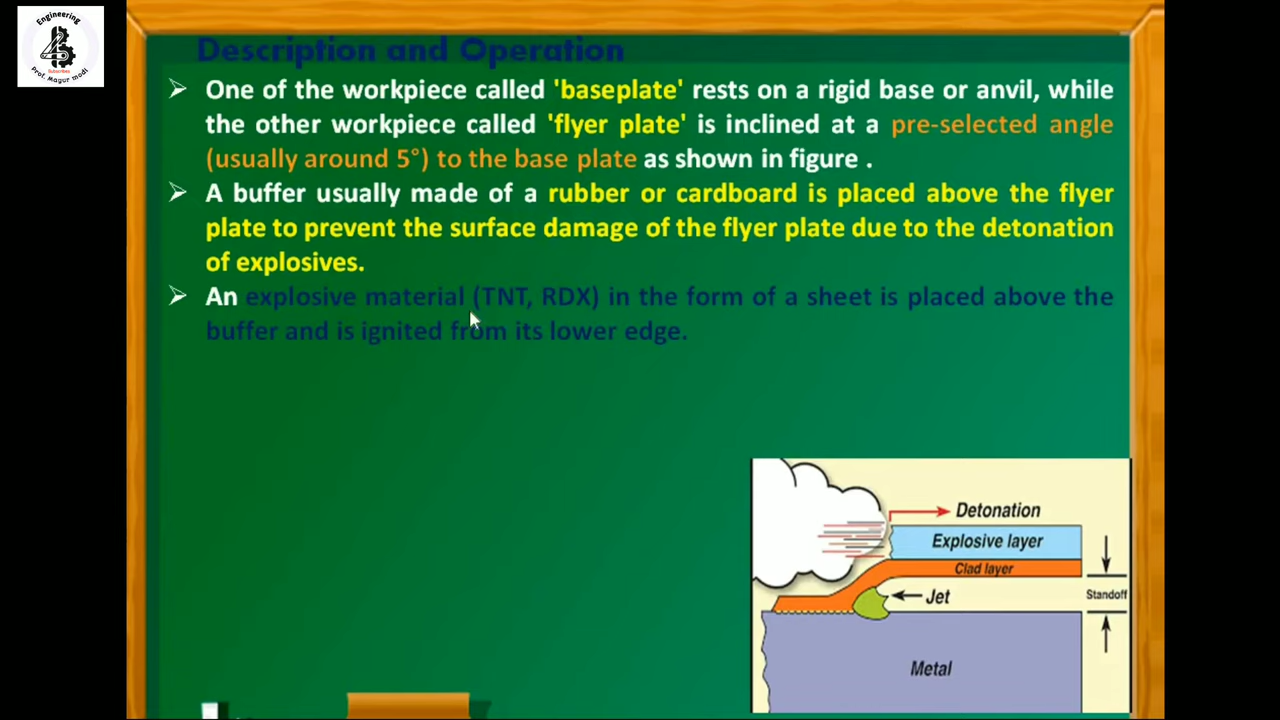 Engineering
Subscribes
Prof. Mayur modi
Description and Operation
One of the workpiece called 'baseplate' rests on a rigid base or anvil, while
the other workpiece called 'flyer plate' is inclined at a pre-selected angle
(usually around 5°) to the base plate as shown in figure .
A buffer usually made of a rubber or cardboard is placed above the flyer
plate to prevent the surface damage of the flyer plate due to the detonation
of explosives.
An explosive material (TNT, RDX) in the form of a sheet is placed above the
buffer and is ignited from its lower edge.
Detonation
Explosive layer
Clad layer
Jet
Standoff
Metal